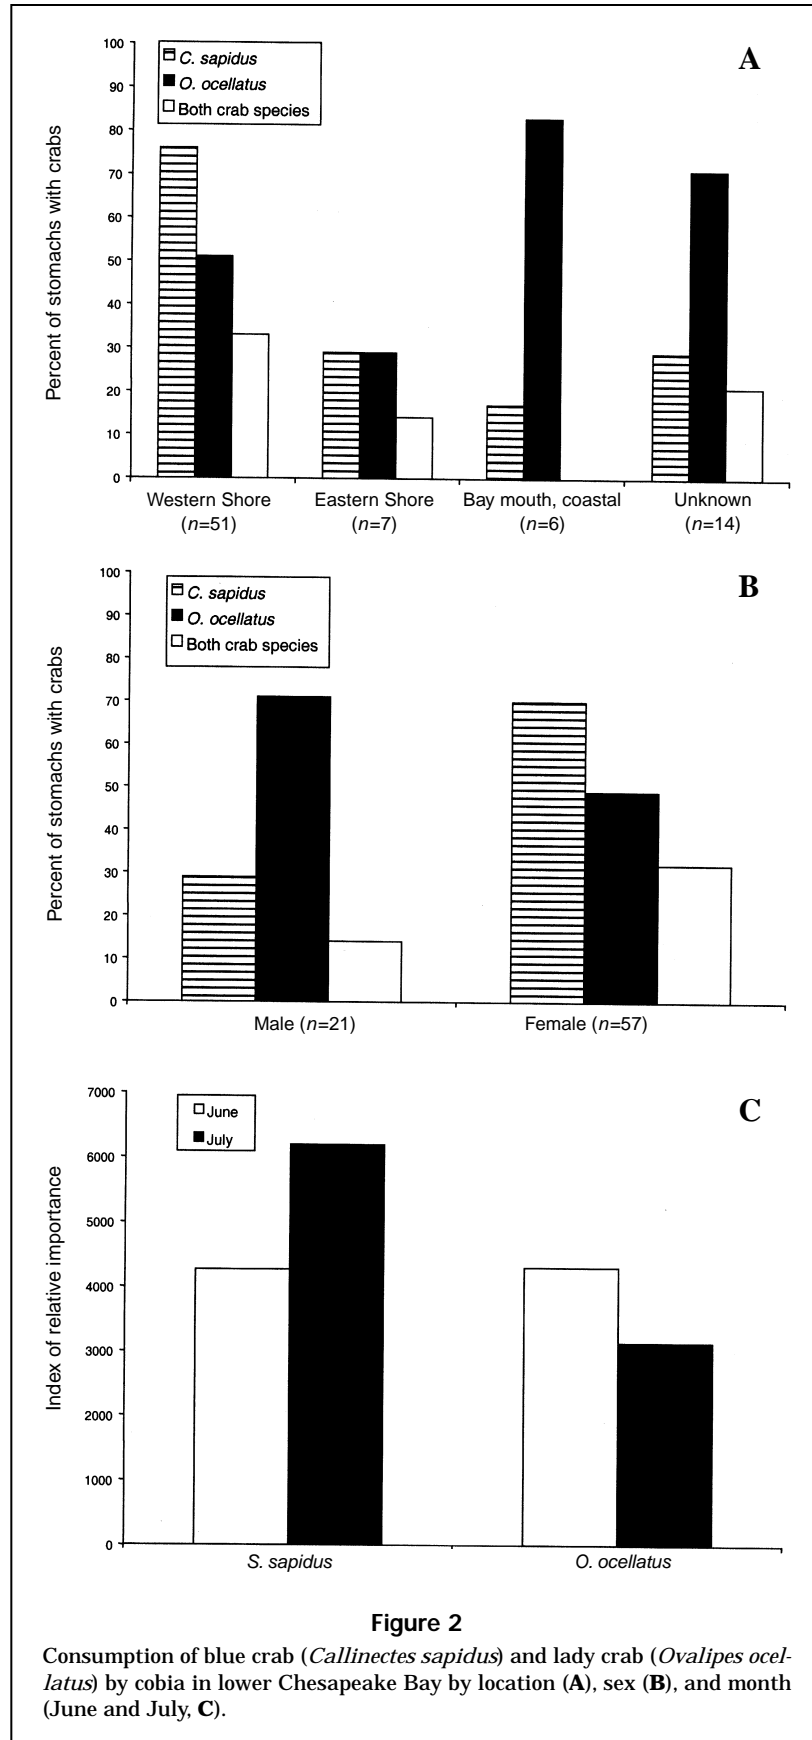 A
C. sapidus
O. ocellatus
Both crab species
Percent of stomachs with crabs
100
90
80
70
60
50
40
30
20
10
0
Western Shore Eastern Shore Bay mouth, coastal Unknown
(n=51) (n=7) (n=6) (n=14)
B
C. sapidus
O. ocellatus
Both crab species
Percent of stomachs with crabs
100
90
80
70
60
50
40
30
20
10
0
Male (n=21) Female (n=57)
C
June
July
Index of relative importance
7000
6000
5000
4000
3000
2000
1000
0
S. sapidus O. ocellatus
Figure 2
Consumption of blue crab (Callinectes sapidus) and lady crab (Ovalipes ocel-
latus) by cobia in lower Chesapeake Bay by location (A), sex (B), and month
(June and July, C).